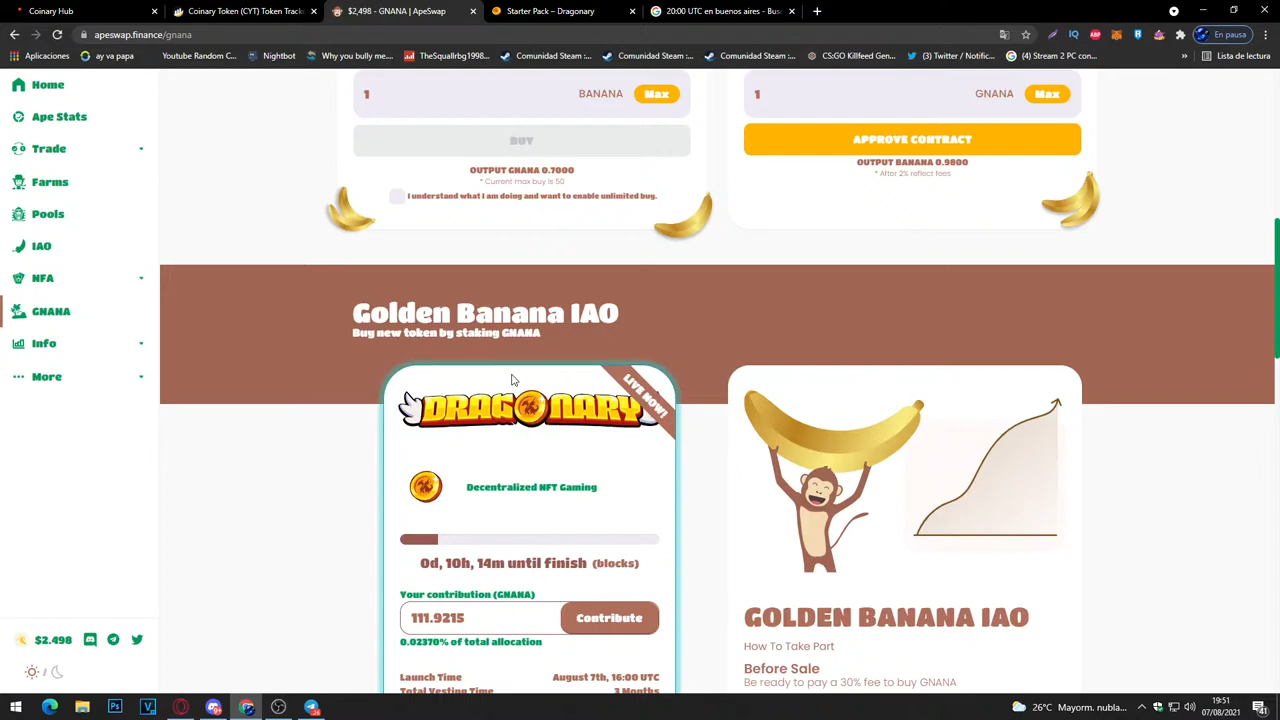 Coinary Hub
Coinary Token (CYT) Token Track
$2,498 - GNANA | ApeSwap
Starter Pack – Dragonary
20:00 UTC en buenos aires - Bus
apeswap.finance/gnana
En pausa
Aplicaciones
ay va papa
Youtube Random C...
Nightbot
Why you bully me...
TheSquallrbg1998...
Comunidad Steam :...
Comunidad Steam :...
Comunidad Steam :...
CS:GO Killfeed Gen...
(3) Twitter / Notific...
(4) Stream 2 PC con...
»
Lista de lectura
Home
Ape Stats
Trade
Farms
Pools
IAO
NFA
GNANA
Info
More
$2.498
1
BANANA
Max
BUY
OUTPUT GNANA 0.7000
* Current max buy is 50
I understand what I am doing and want to enable unlimited buy.
1
GNANA
Max
APPROVE CONTRACT
OUTPUT BANANA 0.9800
* After 2% reflect fees
Golden Banana IAO
Buy new token by staking GNANA
LIVE NOW!
DRAGONARY
Decentralized NFT Gaming
0d, 10h, 14m until finish (blocks)
Your contribution (GNANA)
111.9215
Contribute
0.02370% of total allocation
Launch Time
August 7th, 16:00 UTC
Total Vesting Time
3 Months
GOLDEN BANANA IAO
How To Take Part
Before Sale
Be ready to pay a 30% fee to buy GNANA
26°C Mayorm. nubla...
19:51
07/08/2021